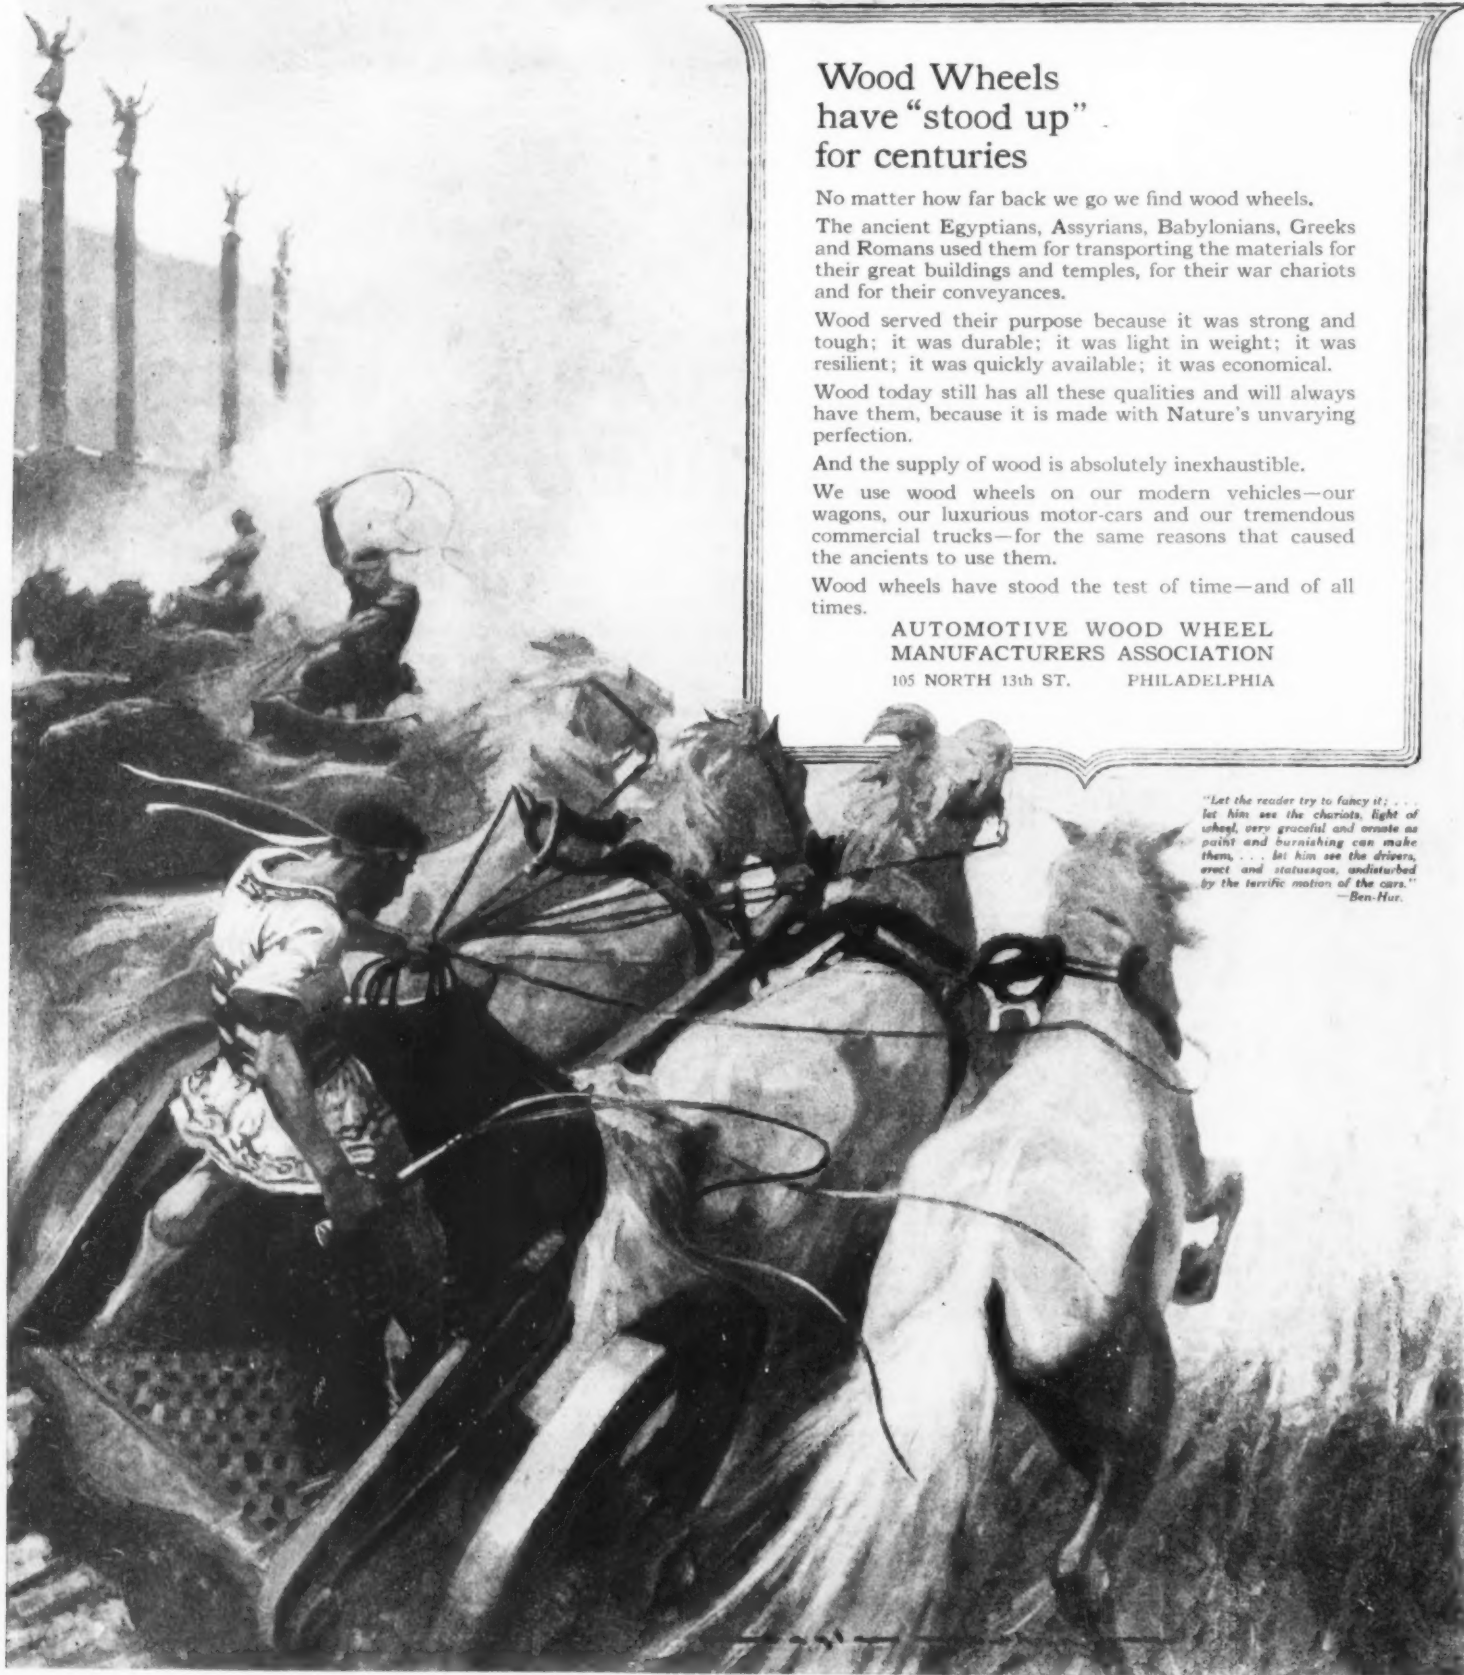 Wood Wheels
have “stood up”
for centuries
No matter how far back we go we find wood wheels.
The ancient Egyptians, Assyrians, Babylonians, Greeks
and Romans used them for transporting the materials for
their great buildings and temples, for their war chariots
and for their conveyances.
Wood served their purpose because it was strong and
tough; it was durable; it was light in weight; it was
resilient; it was quickly available; it was economical.
Wood today still has all these qualities and will always
have them, because it is made with Nature's unvarying
perfection.
And the supply of wood is absolutely inexhaustible.
We use wood wheels on our modern vehicles—our
wagons, our luxurious motor-cars and our tremendous
commercial trucks—for the same reasons that caused
the ancients to use them.
Wood wheels have stood the test of time—and of all
times.
AUTOMOTIVE WOOD WHEEL
MANUFACTURERS ASSOCIATION
105 NORTH 13th ST. PHILADELPHIA
"Let the reader try to fancy it; . . .
let him see the chariots, light of
wheel, very graceful and ornate as
paint and burnishing can make
them, . . . let him see the drivers,
erect and statuesque, undisturbed
by the terrific motion of the cars."
—Ben-Hur.